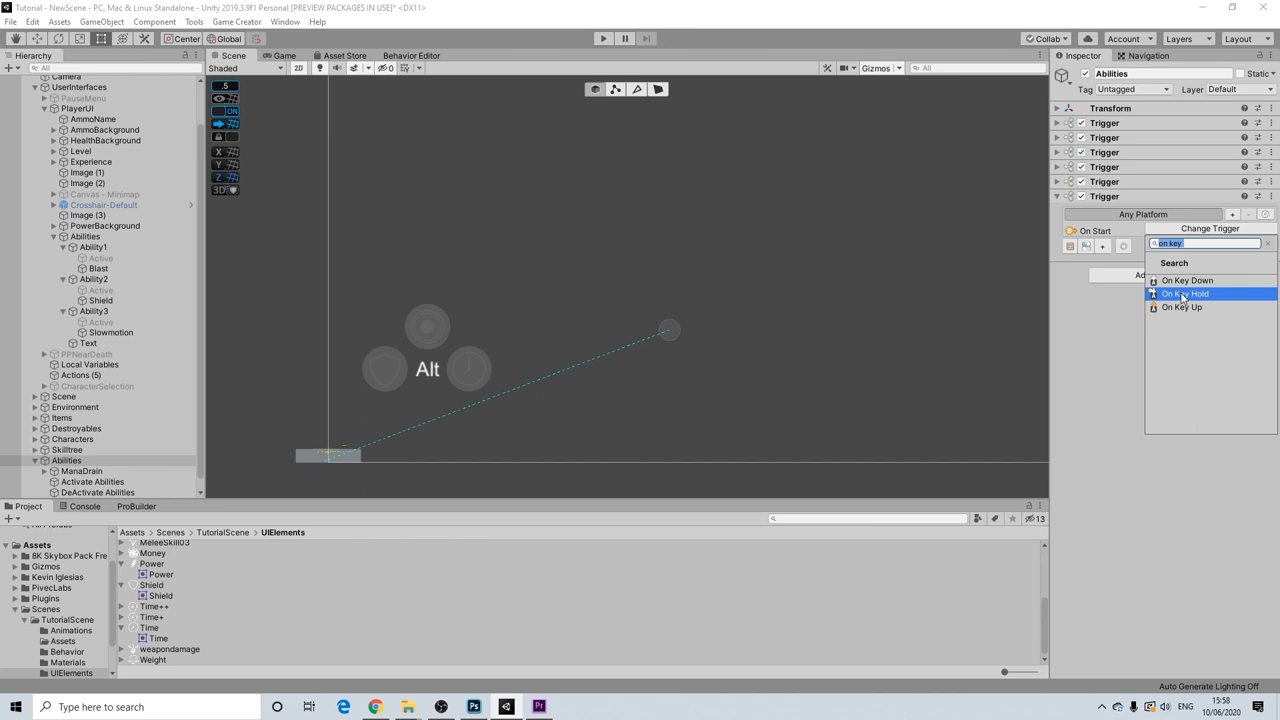 Tutorial - NewScene - PC, Mac & Linux Standalone - Unity 2019.3.9f1 Personal [PREVIEW PACKAGES IN USE]* <DX11>
File Edit Assets GameObject Component Tools Game Creator Window Help
Center Global Collab Account Layers Layout
Hierarchy Scene Game Asset Store Behavior Editor Inspector Navigation
All Shaded 2D 0 Gizmos All
Camera
UserInterfaces
PauseMenu
PlayerUI
AmmoName
AmmoBackground
HealthBackground
Level
Experience
Image (1)
Image (2)
Canvas - Minimap
Crosshair-Default
Image (3)
PowerBackground
Abilities
Ability1
Active
Blast
Ability2
Active
Shield
Ability3
Active
Slowmotion
Text
PPNearDeath
Local Variables
Actions (5)
CharacterSelection
Scene
Environment
Items
Destroyables
Characters
Skilltree
Abilities
ManaDrain
Activate Abilities
DeActivate Abilities
.5
ON
X
Y
Z
3D
Alt
Abilities Static
Tag Untagged Layer Default
Transform
Trigger
Trigger
Trigger
Trigger
Trigger
Trigger
Any Platform
On Start
Change Trigger
on key
Search
On Key Down
On Key Hold
On Key Up
Project Console ProBuilder
13
Assets
8K Skybox Pack Fre
Gizmos
Kevin Iglesias
PivecLabs
Plugins
Scenes
TutorialScene
Animations
Assets
Behavior
Materials
UIElements
Assets > Scenes > TutorialScene > UIElements
MeleeSkill03
Money
Power
Power
Shield
Shield
Time++
Time+
Time
Time
weapondamage
Weight
Auto Generate Lighting Off
Type here to search
Ps
Pr
ENG
15:58
10/06/2020